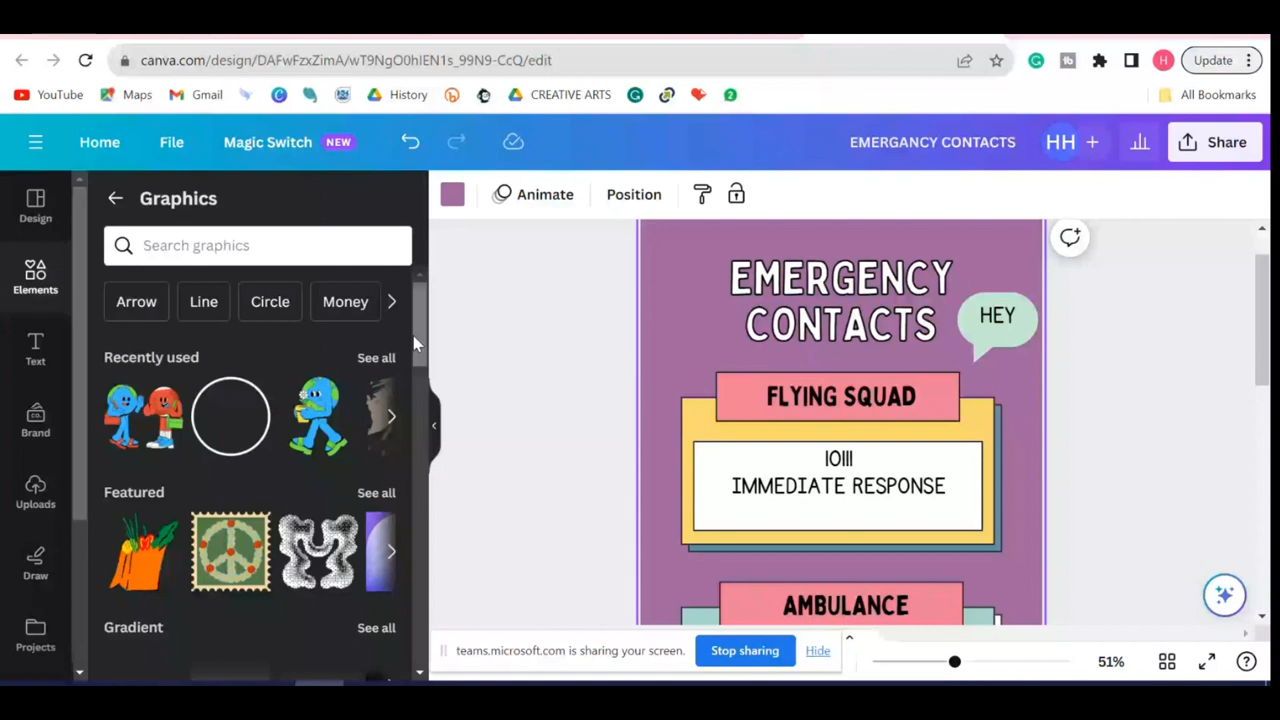 canva.com/design/DAFwFzxZimA/wT9NgO0hIEN1s_99N9-CcQ/edit
H
Update
YouTube
Maps
Gmail
History
CREATIVE ARTS
2
All Bookmarks
Home
File
Magic Switch
NEW
EMERGANCY CONTACTS
HH
+
Share
Design
Elements
Text
Brand
Uploads
Draw
Projects
Graphics
Search graphics
Arrow
Line
Circle
Money
Recently used
See all
Featured
See all
Gradient
See all
Animate
Position
EMERGENCY
CONTACTS
HEY
FLYING SQUAD
10111
IMMEDIATE RESPONSE
AMBULANCE
teams.microsoft.com is sharing your screen.
Stop sharing
Hide
51%